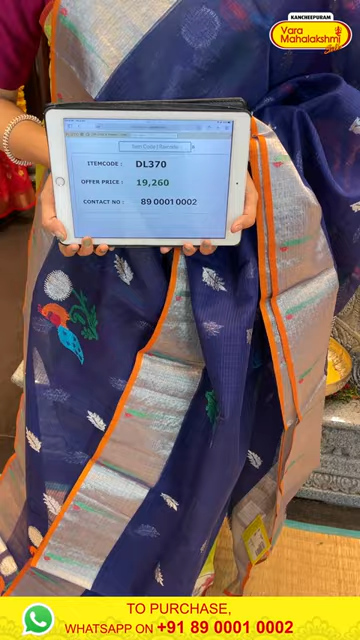 KANCHEEPURAM
Vara
Mahalakshmi
Silks
ITEMCODE : DL370
OFFER PRICE : 19,260
CONTACT NO : 89 0001 0002
TO PURCHASE,
WHATSAPP ON +91 89 0001 0002